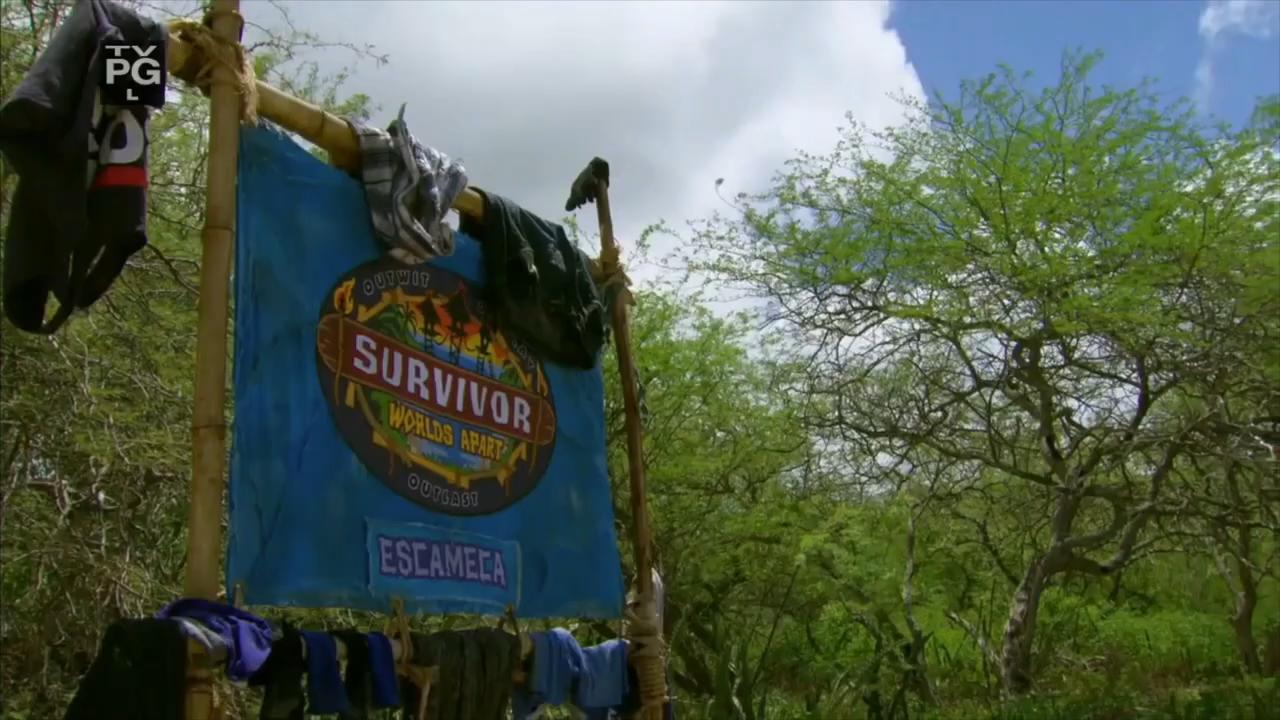 TV
PG
L
OUTWIT
SURVIVOR
WORLDS APART
OUTLAST
ESCAMECA